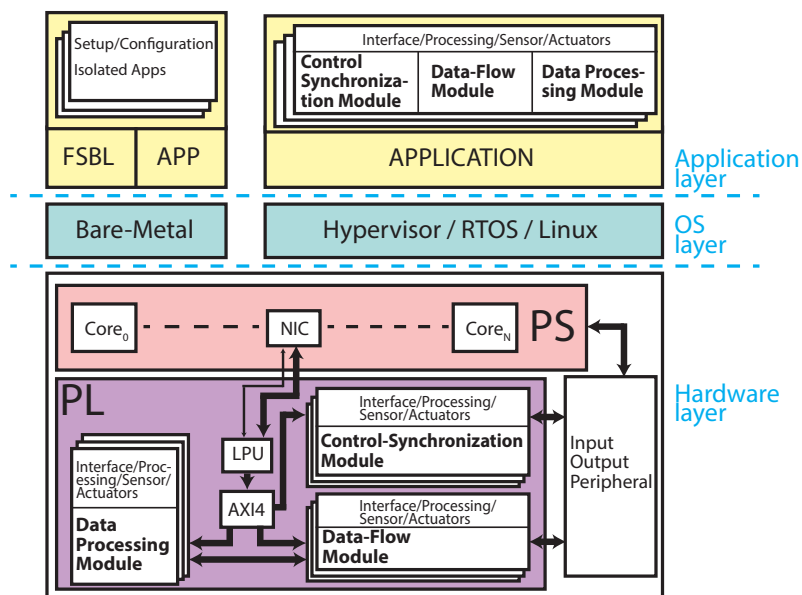 Setup/Configuration
Isolated Apps
FSBL
APP
Interface/Processing/Sensor/Actuators
Control
Synchroniza-
tion Module
Data-Flow
Module
Data Proces-
sing Module
APPLICATION
Application
layer
Bare-Metal
Hypervisor / RTOS / Linux
OS
layer
Core0
NIC
CoreN
PS
Hardware
layer
PL
LPU
AXI4
Interface/Proc-
essing/Sensor/
Actuators
Data
Processing
Module
Interface/Processing/
Sensor/Actuators
Control-Synchronization
Module
Interface/Processing/
Sensor/Actuators
Data-Flow
Module
Input
Output
Peripheral